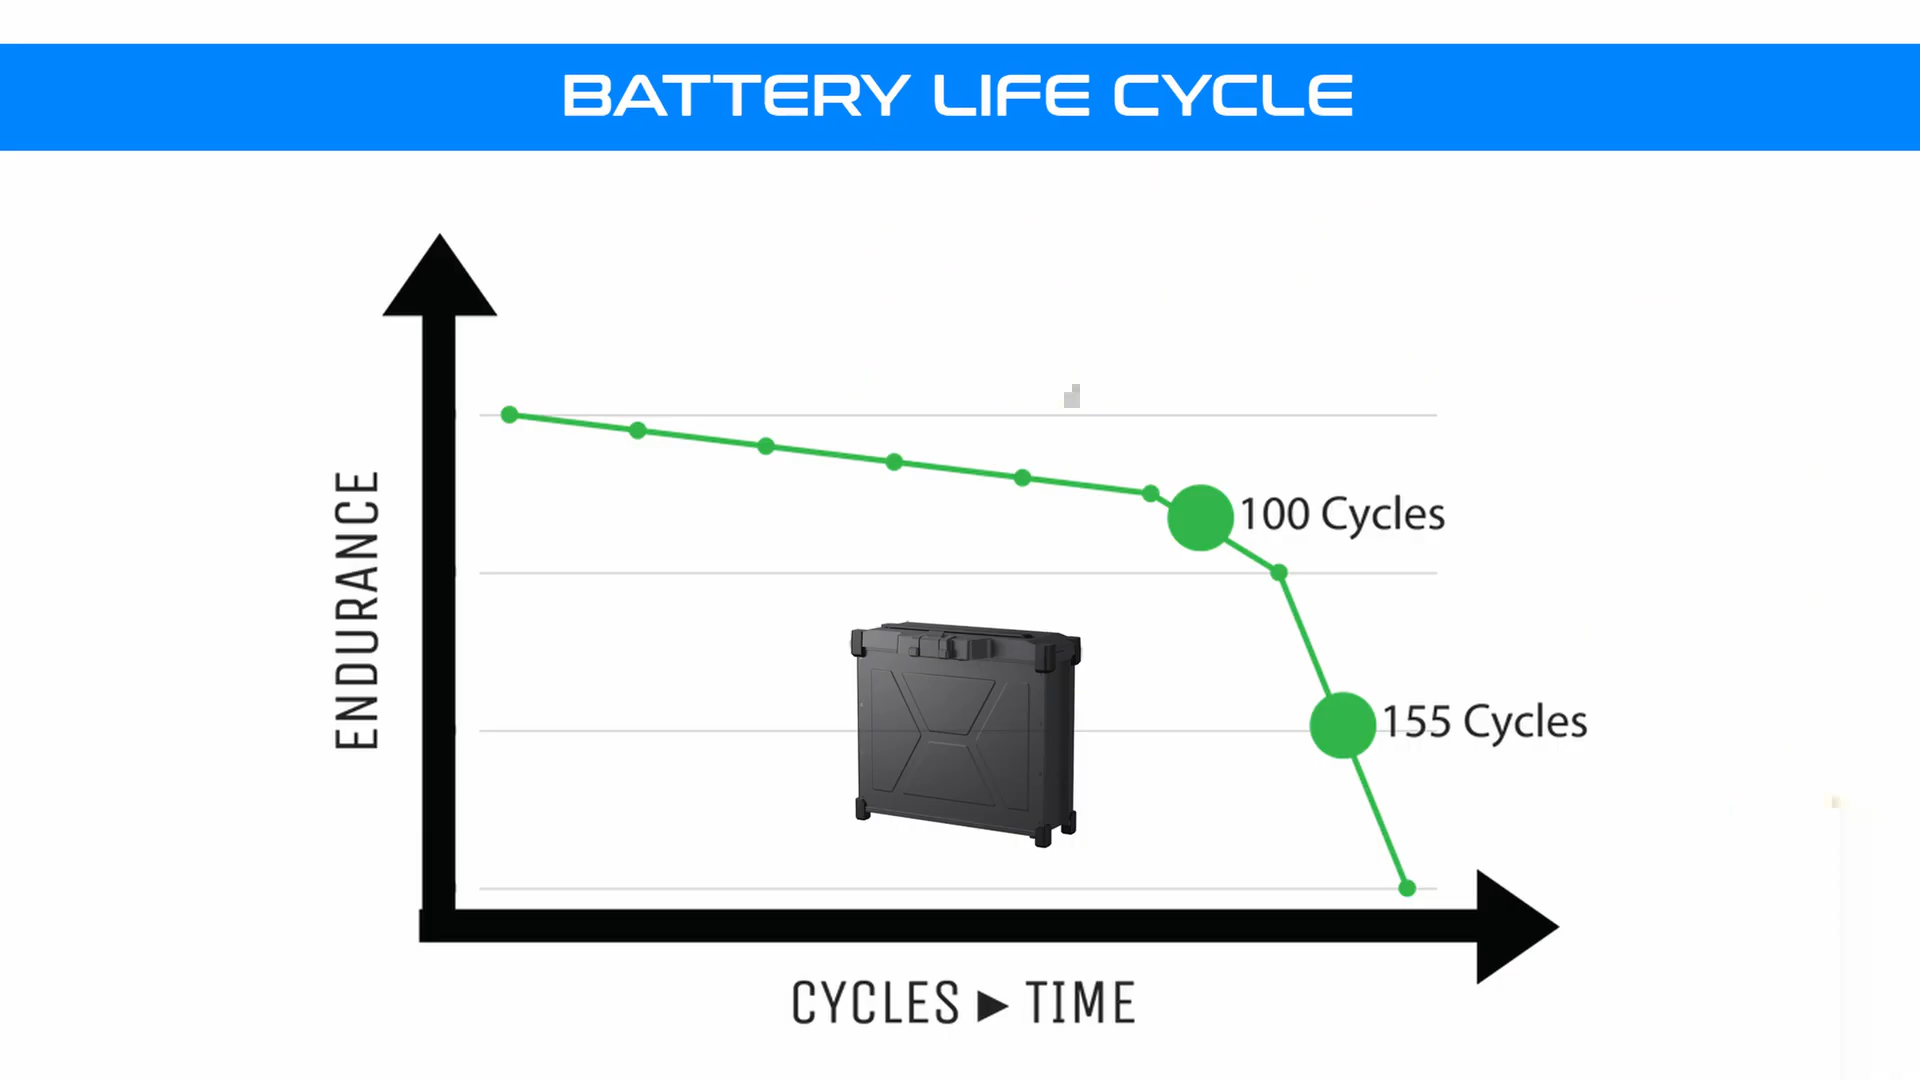 BATTERY LIFE CYCLE
100 Cycles
ENDURANCE
155 Cycles
CYCLES ▶ TIME